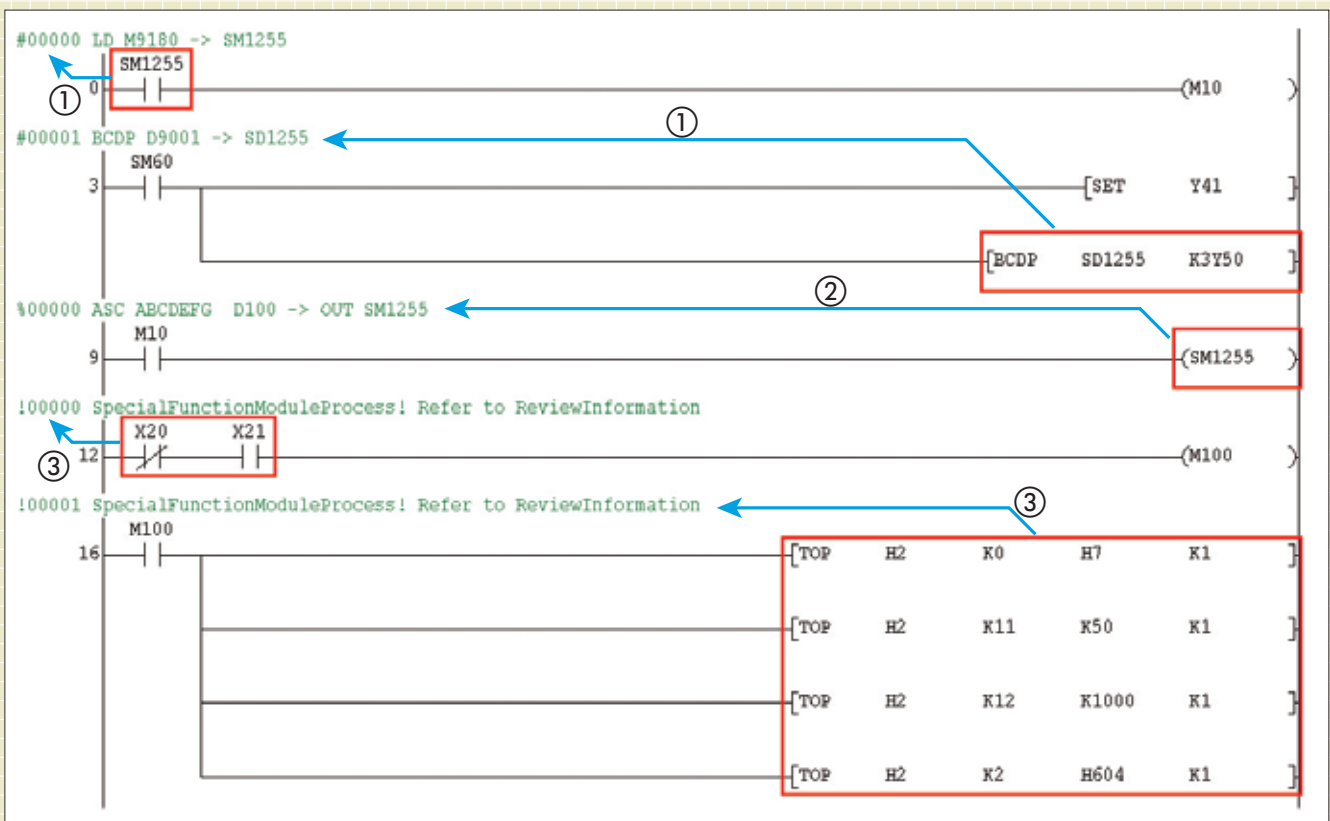 #00000 LD M9180 -> SM1255
SM1255
① 0 (M10 )
#00001 BCDP D9001 -> SD1255 ①
SM60
3 [SET Y41 ]
[BCDP SD1255 K3Y50 ]
②
%00000 ASC ABCDEFG D100 -> OUT SM1255
M10
9 (SM1255 )
!00000 SpecialFunctionModuleProcess! Refer to ReviewInformation
X20 X21
③ 12 (M100 )
!00001 SpecialFunctionModuleProcess! Refer to ReviewInformation ③
M100
16 [TOP H2 K0 H7 K1 ]
[TOP H2 K11 K50 K1 ]
[TOP H2 K12 K1000 K1 ]
[TOP H2 K2 H604 K1 ]